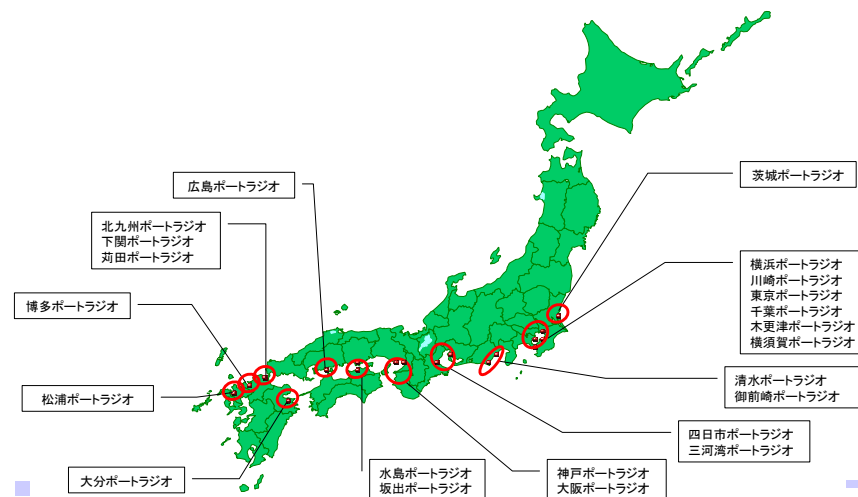 広島ポートラジオ
茨城ポートラジオ
北九州ポートラジオ
下関ポートラジオ
苅田ポートラジオ
横浜ポートラジオ
川崎ポートラジオ
東京ポートラジオ
千葉ポートラジオ
木更津ポートラジオ
横須賀ポートラジオ
博多ポートラジオ
清水ポートラジオ
御前崎ポートラジオ
松浦ポートラジオ
四日市ポートラジオ
三河湾ポートラジオ
大分ポートラジオ
水島ポートラジオ
坂出ポートラジオ
神戸ポートラジオ
大阪ポートラジオ